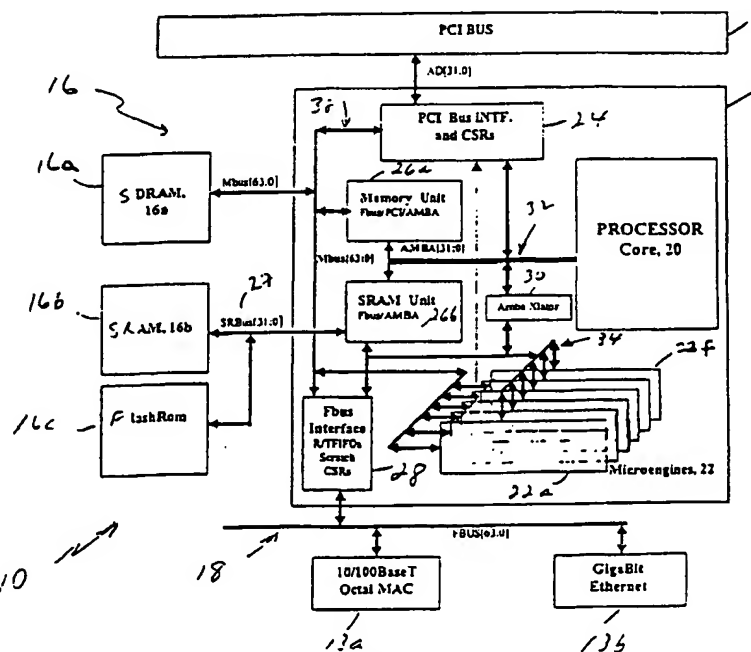 PCI BUS
AD[31:0]
16
38
PCI Bus INTF.
and CSRs
24
16a
SDRAM,
16a
Mbus[63:0]
26a
Memory Unit
Fbus/PCI/AMBA
32
PROCESSOR
Core, 20
AMBA[31:0]
Mbus[63:0]
30
Amba Xlator
16b
27
SRAM Unit
Fbus/AMBA
26b
SRAM, 16b
SRBus[31:0]
34
22f
16c
FlashRom
Fbus
Interface
R/TFIFOs
Scratch
CSRs
28
Microengines, 22
22a
10
18
FBUS[63:0]
10/100BaseT
Octal MAC
GigaBit
Ethernet
13a
13b